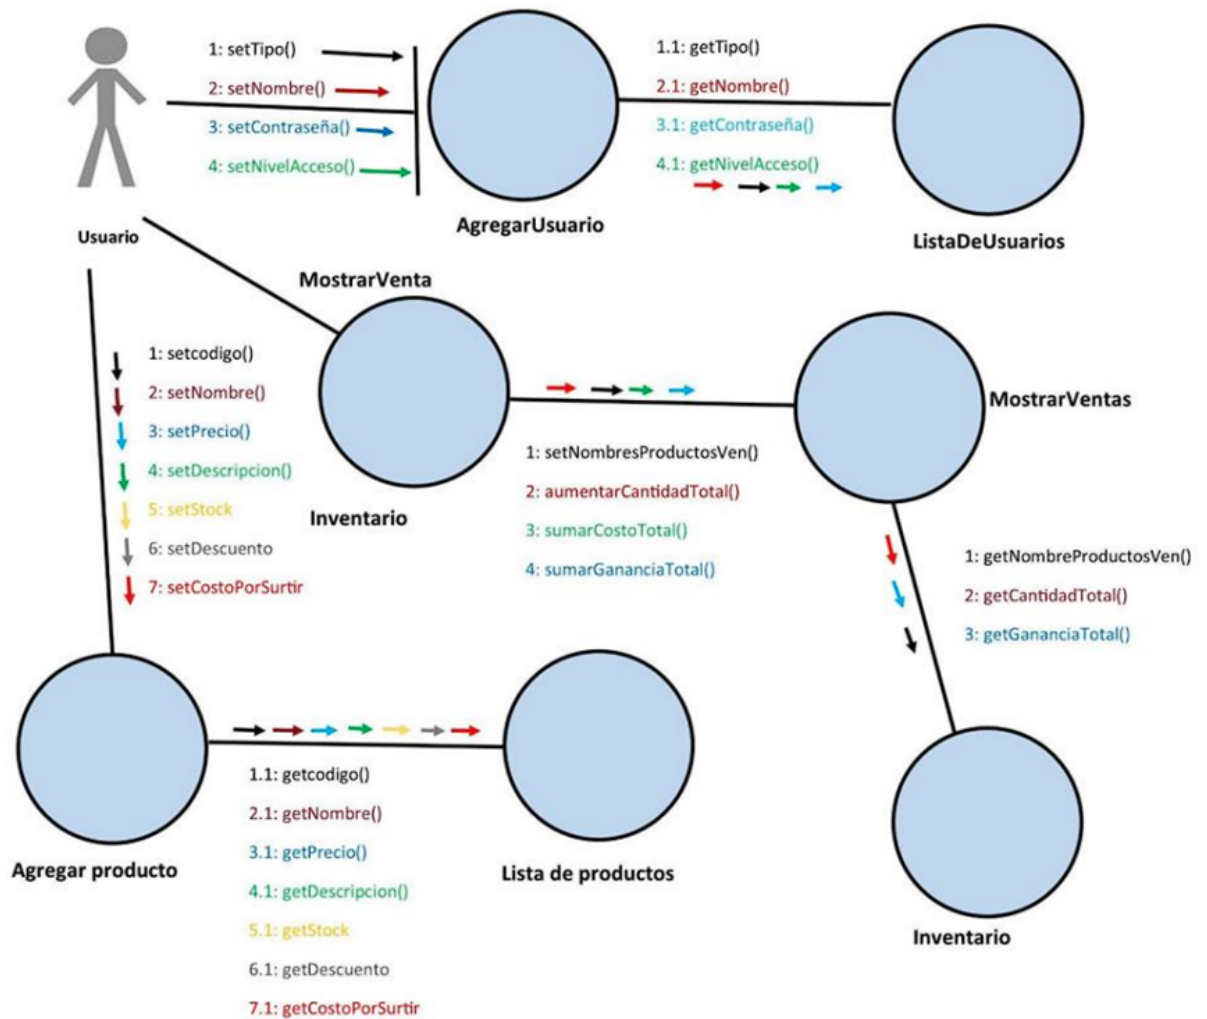 1: setTipo()
2: setNombre()
3: setContraseña()
4: setNivelAcceso()
1.1: getTipo()
2.1: getNombre()
3.1: getContraseña()
4.1: getNivelAcceso()
Usuario
AgregarUsuario
ListaDeUsuarios
MostrarVenta
1: setcodigo()
2: setNombre()
3: setPrecio()
4: setDescripcion()
5: setStock
6: setDescuento
7: setCostoPorSurtir
Inventario
1: setNombresProductosVen()
2: aumentarCantidadTotal()
3: sumarCostoTotal()
4: sumarGananciaTotal()
MostrarVentas
1: getNombreProductosVen()
2: getCantidadTotal()
3: getGananciaTotal()
Agregar producto
1.1: getcodigo()
2.1: getNombre()
3.1: getPrecio()
4.1: getDescripcion()
5.1: getStock
6.1: getDescuento
7.1: getCostoPorSurtir
Lista de productos
Inventario